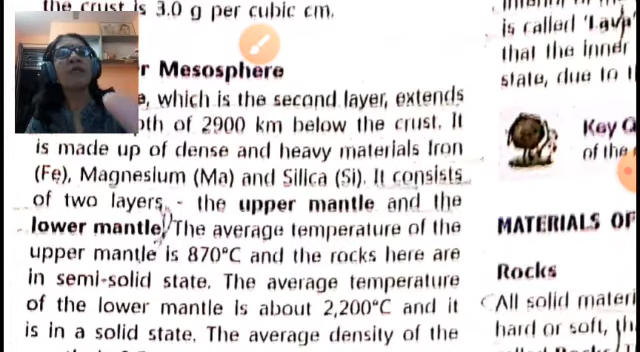 the crust is 3.0 g per cubic cm.
r Mesosphere
e, which is the second layer, extends
pth of 2900 km below the crust. It
is made up of dense and heavy materials Iron
(Fe), Magnesium (Ma) and Silica (Si). It consists
of two layers - the upper mantle and the
lower mantle. The average temperature of the
upper mantle is 870°C and the rocks here are
in semi-solid state. The average temperature
of the lower mantle is about 2,200°C and it
is in a solid state. The average density of the
is called 'Lava'
that the inner
state, due to
Key
of the
MATERIALS OF
Rocks
All solid materi
hard or soft, th